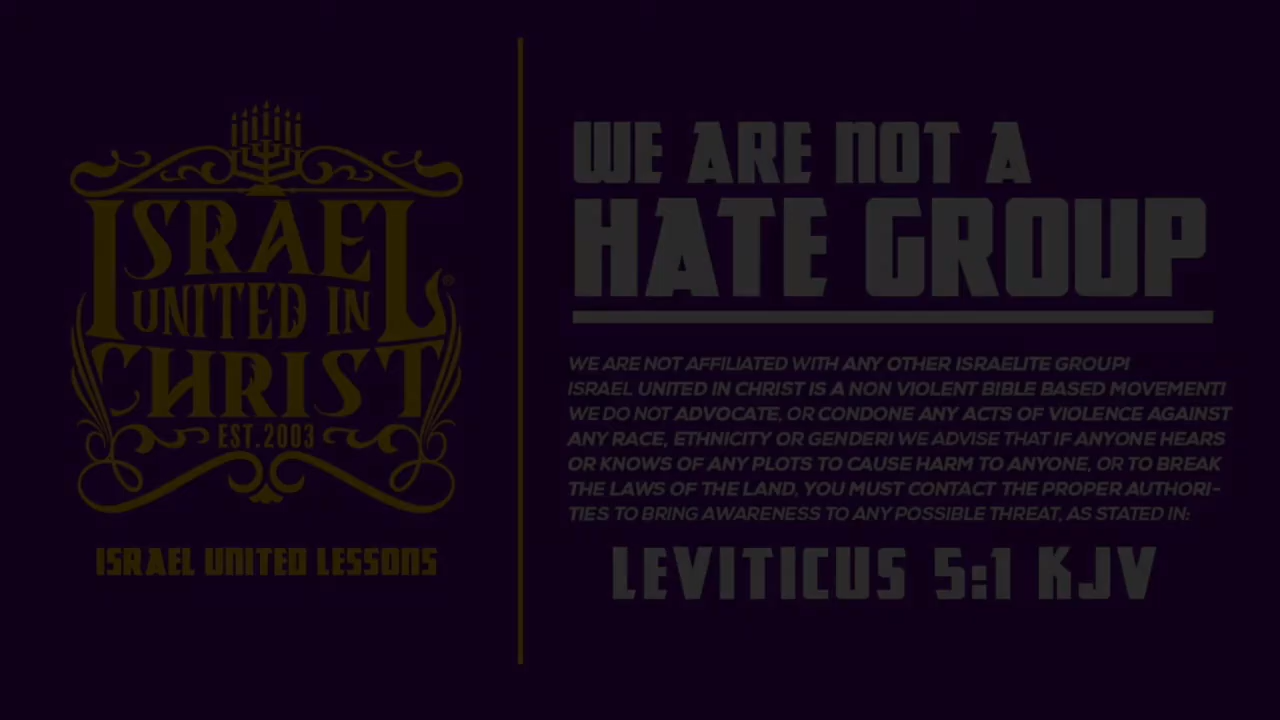 ISRAEL
UNITED IN
CHRIST®
EST.2003
ISRAEL UNITED LESSONS
WE ARE NOT A
HATE GROUP
WE ARE NOT AFFILIATED WITH ANY OTHER ISRAELITE GROUP!
ISRAEL UNITED IN CHRIST IS A NON VIOLENT BIBLE BASED MOVEMENT!
WE DO NOT ADVOCATE, OR CONDONE ANY ACTS OF VIOLENCE AGAINST
ANY RACE, ETHNICITY OR GENDER! WE ADVISE THAT IF ANYONE HEARS
OR KNOWS OF ANY PLOTS TO CAUSE HARM TO ANYONE, OR TO BREAK
THE LAWS OF THE LAND, YOU MUST CONTACT THE PROPER AUTHORI-
TIES TO BRING AWARENESS TO ANY POSSIBLE THREAT, AS STATED IN:
LEVITICUS 5:1 KJV